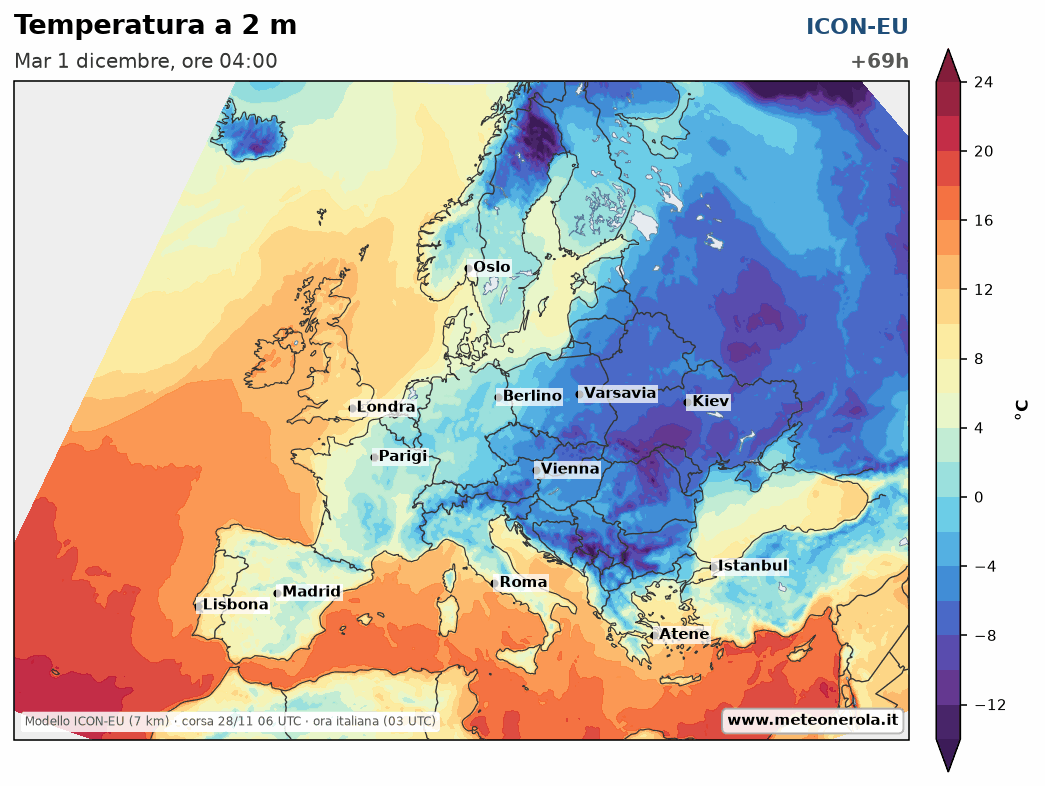 Temperatura a 2 m
ICON-EU
Mar 1 dicembre, ore 04:00
+69h
24
20
16
12
8
4
0
−4
−8
−12
°C
Oslo
Berlino
Varsavia
Kiev
Londra
Parigi
Vienna
Istanbul
Roma
Madrid
Lisbona
Atene
Modello ICON-EU (7 km) · corsa 28/11 06 UTC · ora italiana (03 UTC)
www.meteonerola.it